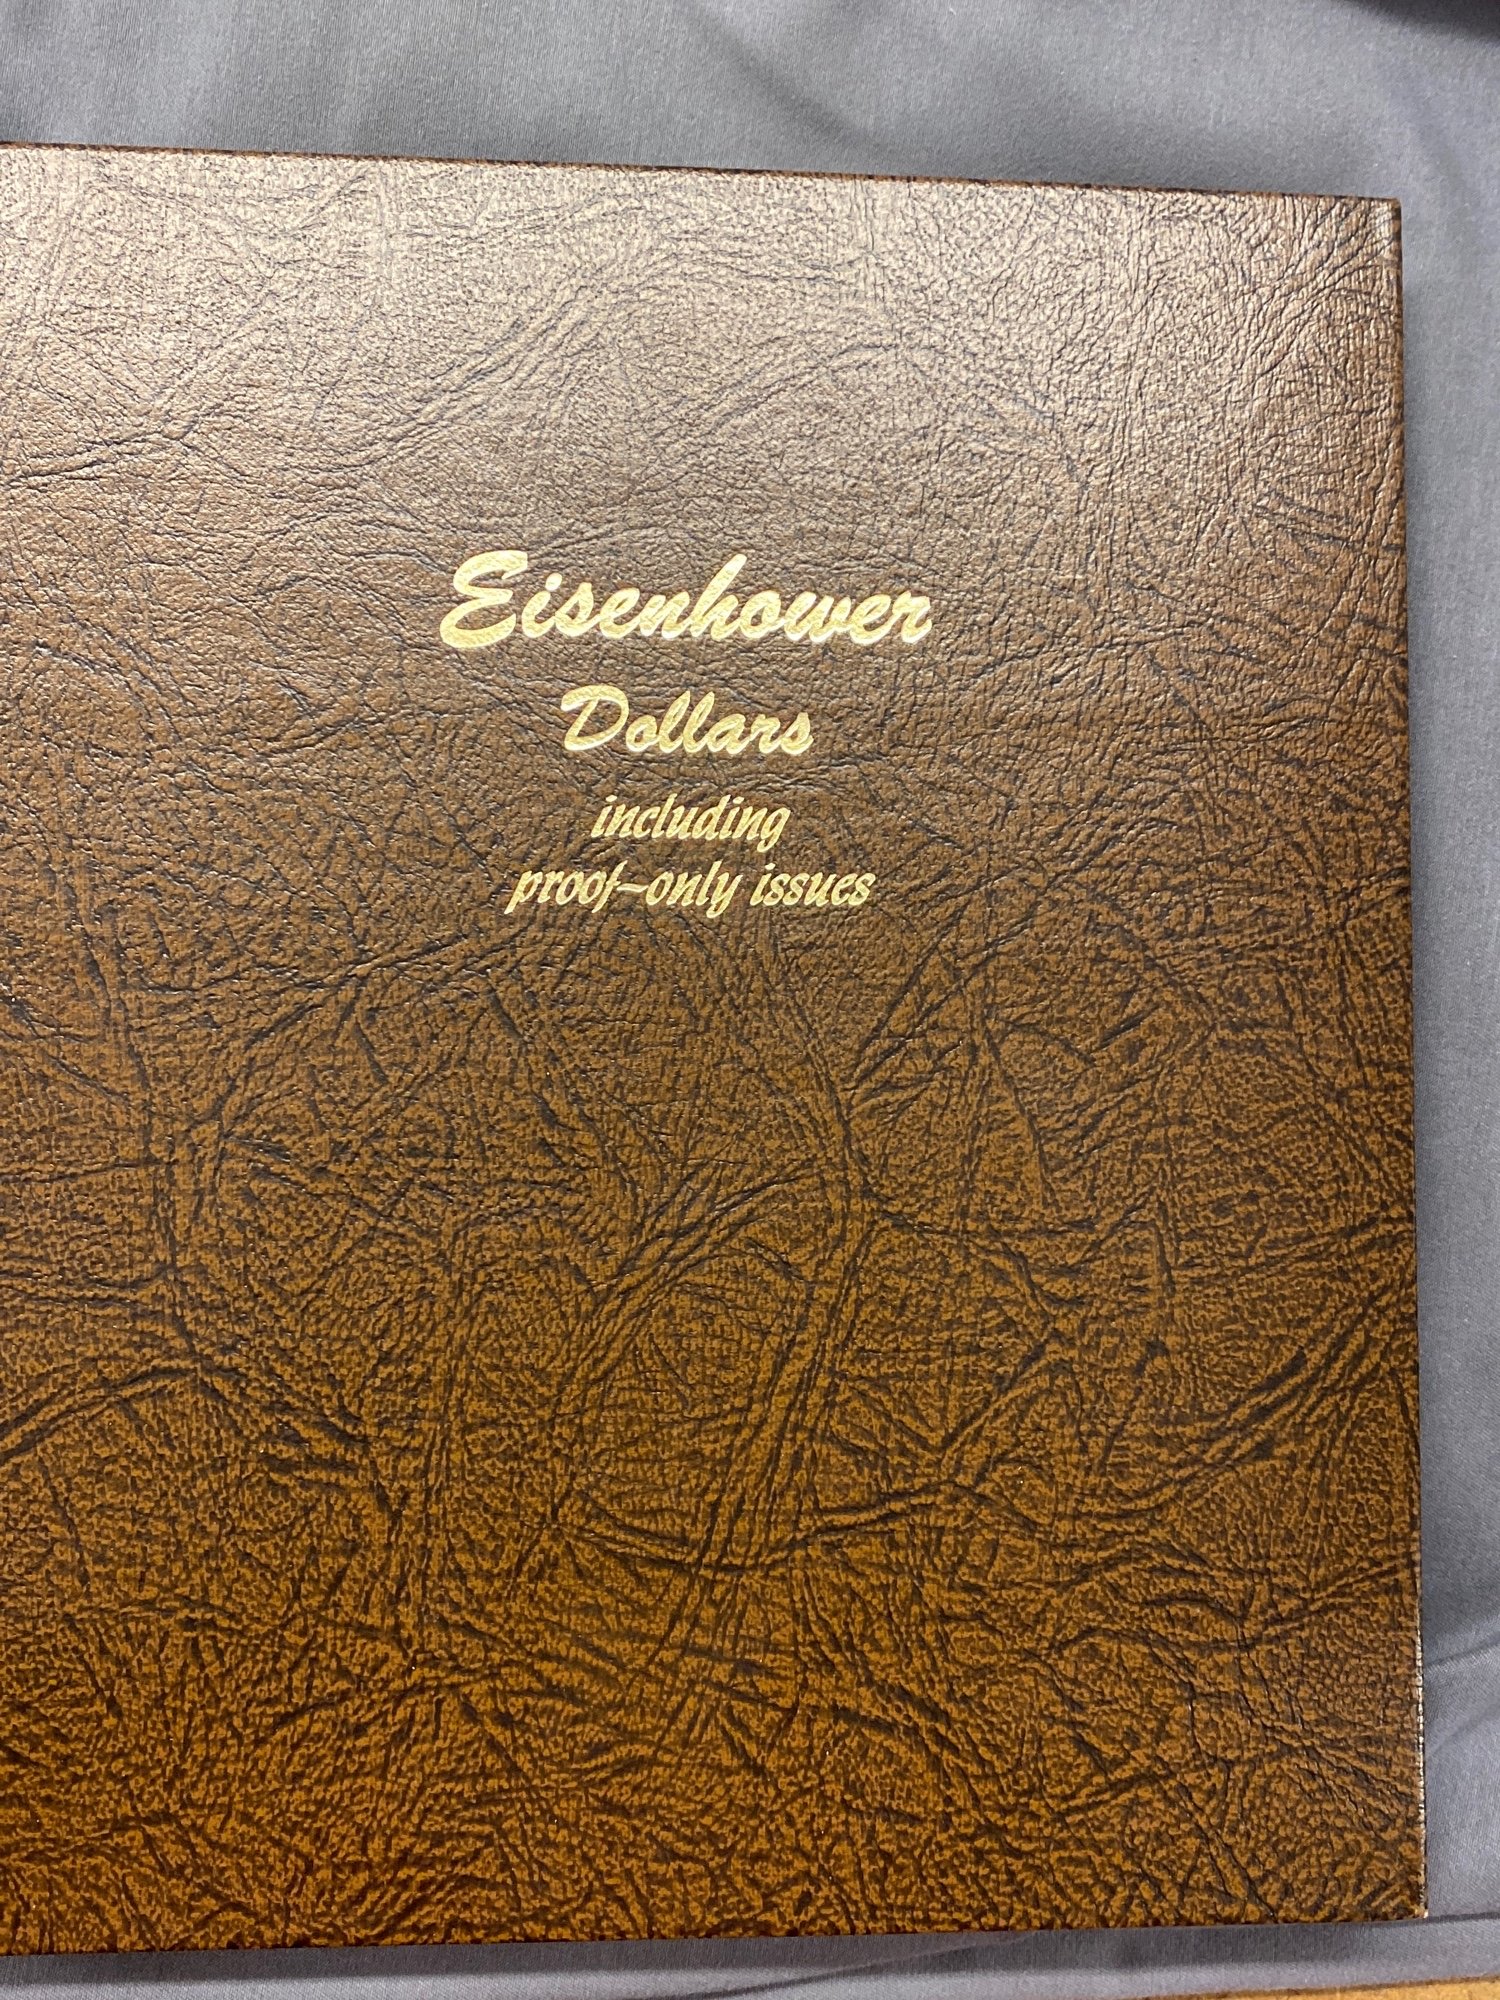 Eisenhower
Dollars
including
proof-only issues